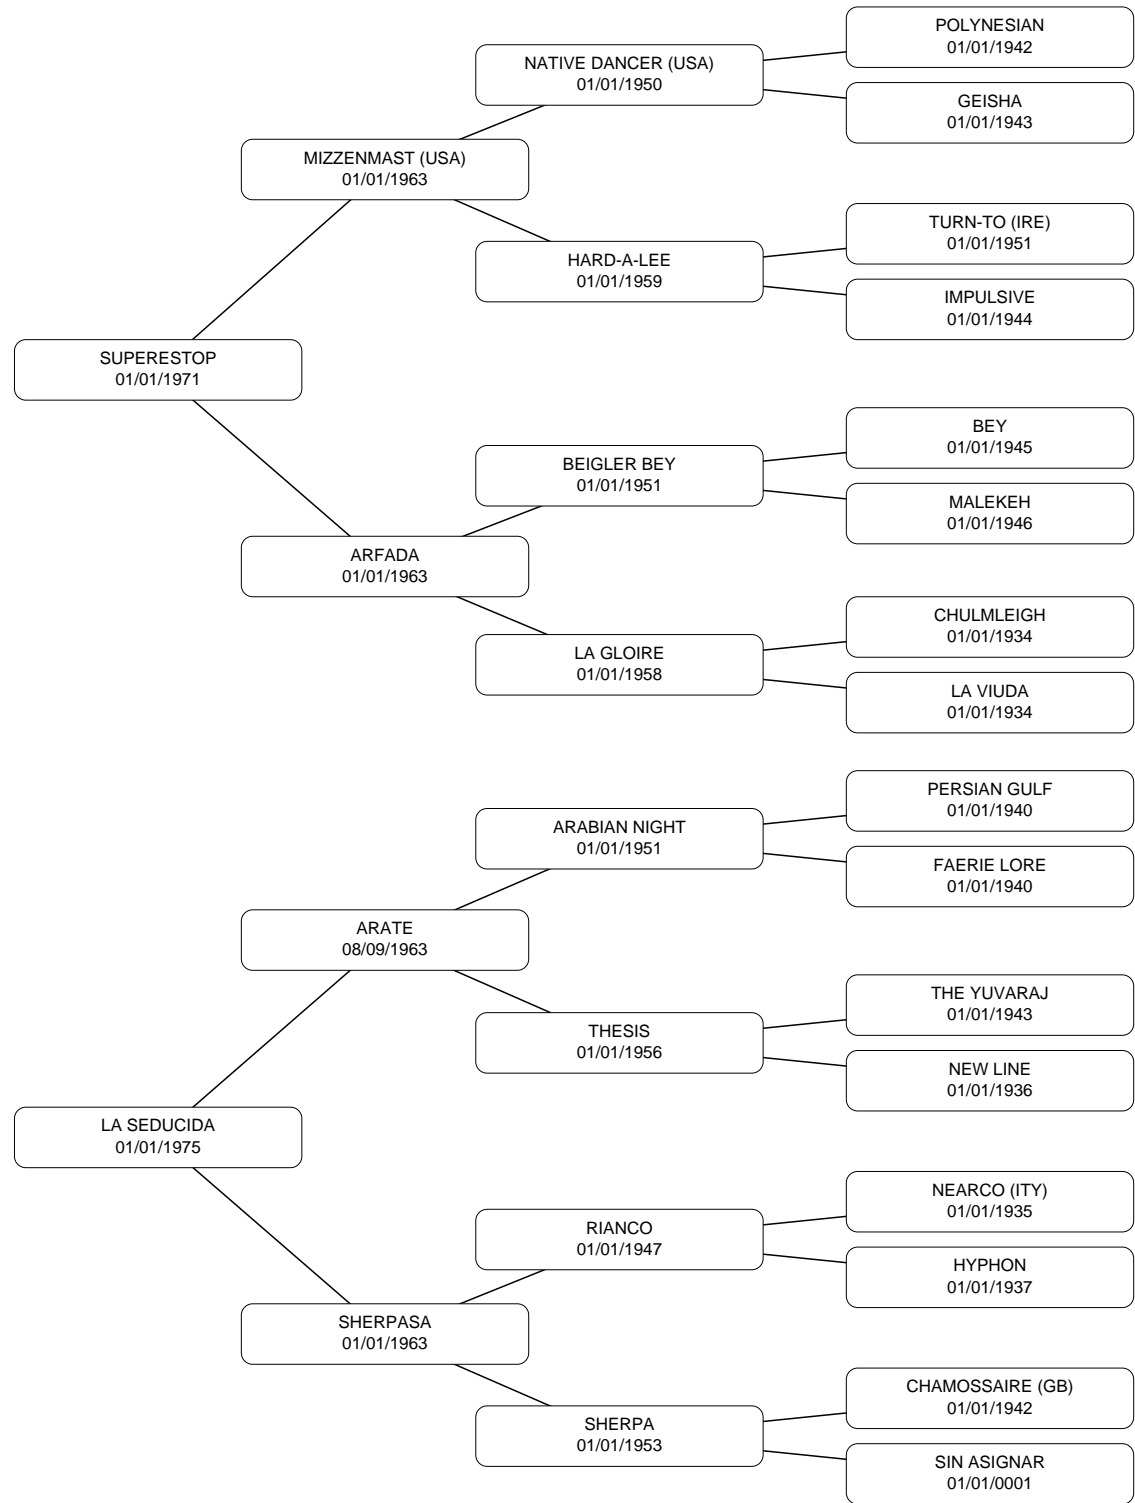 POLYNESIAN
01/01/1942
NATIVE DANCER (USA)
01/01/1950
GEISHA
01/01/1943
MIZZENMAST (USA)
01/01/1963
TURN-TO (IRE)
01/01/1951
HARD-A-LEE
01/01/1959
IMPULSIVE
01/01/1944
SUPERESTOP
01/01/1971
BEY
01/01/1945
BEIGLER BEY
01/01/1951
MALEKEH
01/01/1946
ARFADA
01/01/1963
CHULMLEIGH
01/01/1934
LA GLOIRE
01/01/1958
LA VIUDA
01/01/1934
PERSIAN GULF
01/01/1940
ARABIAN NIGHT
01/01/1951
FAERIE LORE
01/01/1940
ARATE
08/09/1963
THE YUVARAJ
01/01/1943
THESIS
01/01/1956
NEW LINE
01/01/1936
LA SEDUCIDA
01/01/1975
NEARCO (ITY)
01/01/1935
RIANCO
01/01/1947
HYPHON
01/01/1937
SHERPASA
01/01/1963
CHAMOSSAIRE (GB)
01/01/1942
SHERPA
01/01/1953
SIN ASIGNAR
01/01/0001